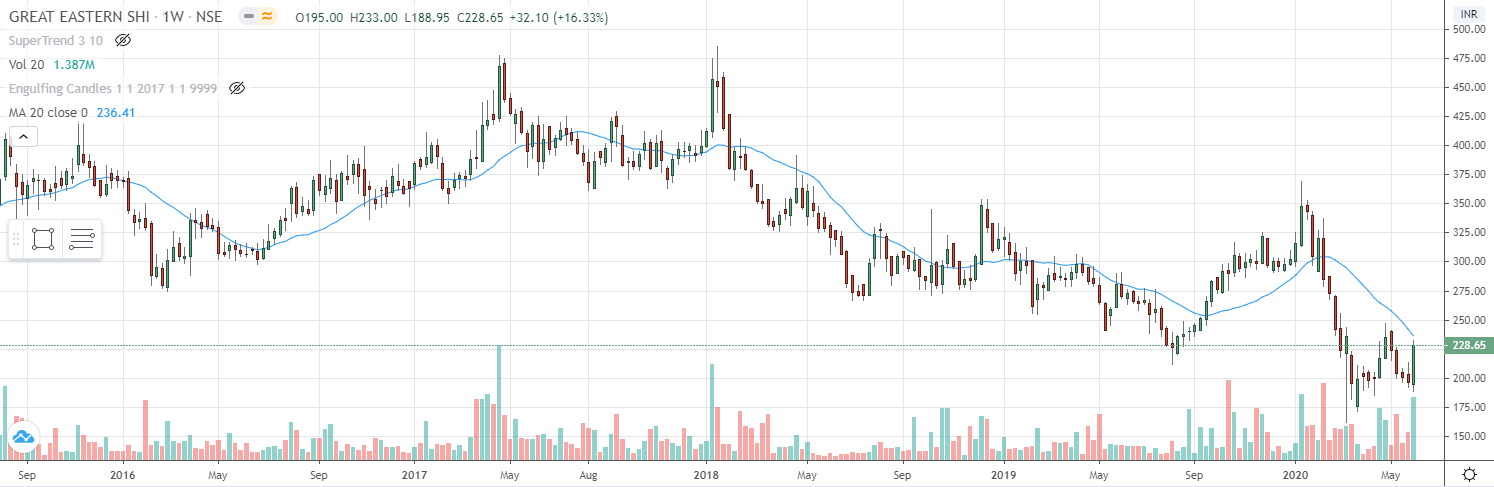 GREAT EASTERN SHI · 1W · NSE O195.00 H233.00 L188.95 C228.65 +32.10 (+16.33%)
INR
SuperTrend 3 10
Vol 20 1.387M
Engulfing Candles 1 1 2017 1 1 9999
MA 20 close 0 236.41
500.00
475.00
450.00
425.00
400.00
375.00
350.00
325.00
300.00
275.00
250.00
228.65
200.00
175.00
150.00
Sep 2016 May Sep 2017 May Aug 2018 May Sep 2019 May Sep 2020 May